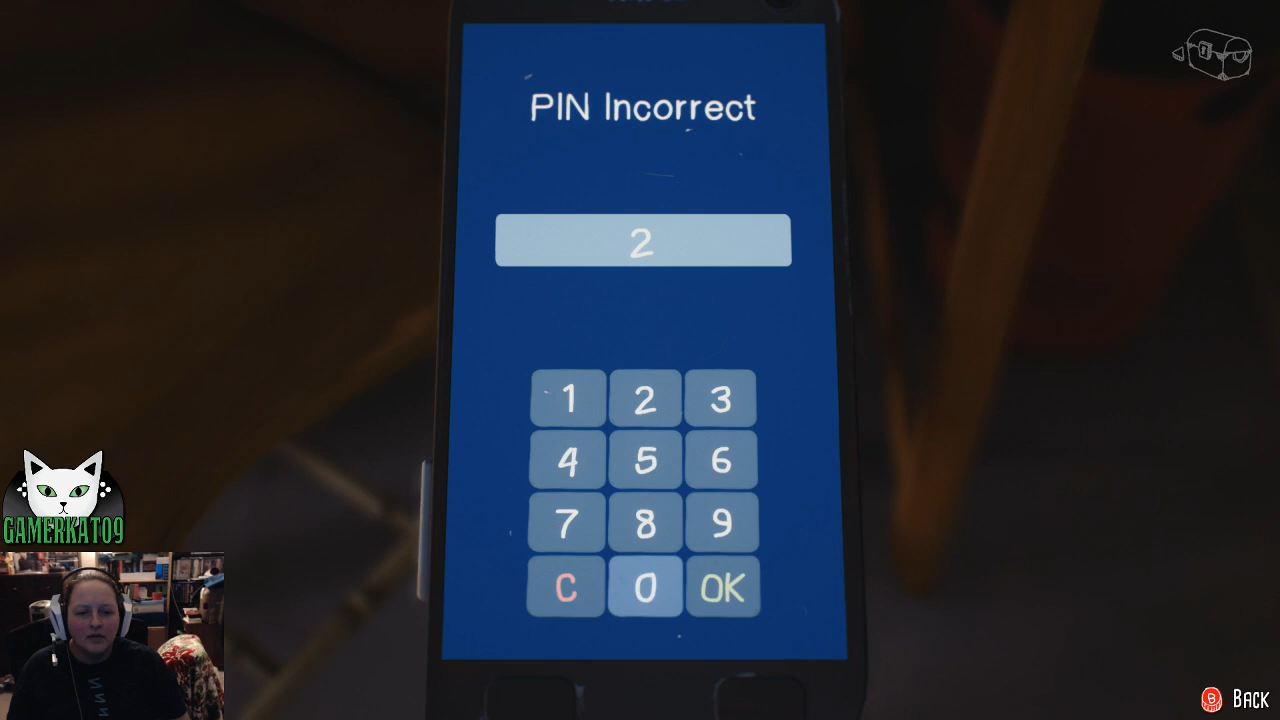 PIN Incorrect
2
1 2 3
4 5 6
7 8 9
C 0 OK
GAMERKAT09
B BACK